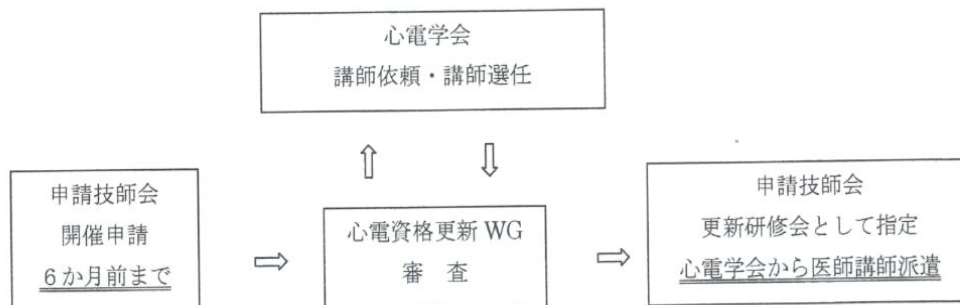 心電学会
講師依頼・講師選任
申請技師会
開催申請
6か月前まで
心電資格更新 WG
審　査
申請技師会
更新研修会として指定
心電学会から医師講師派遣